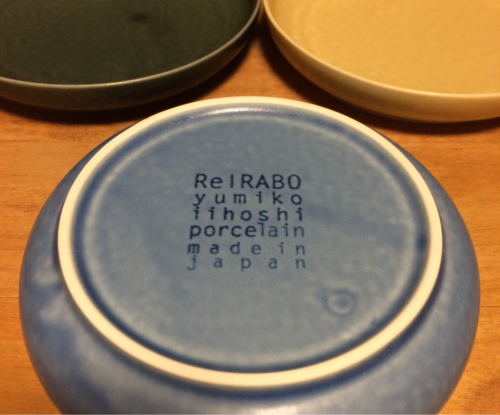 ReIRABO
yumiko
iihoshi
porcelain
made in
japan